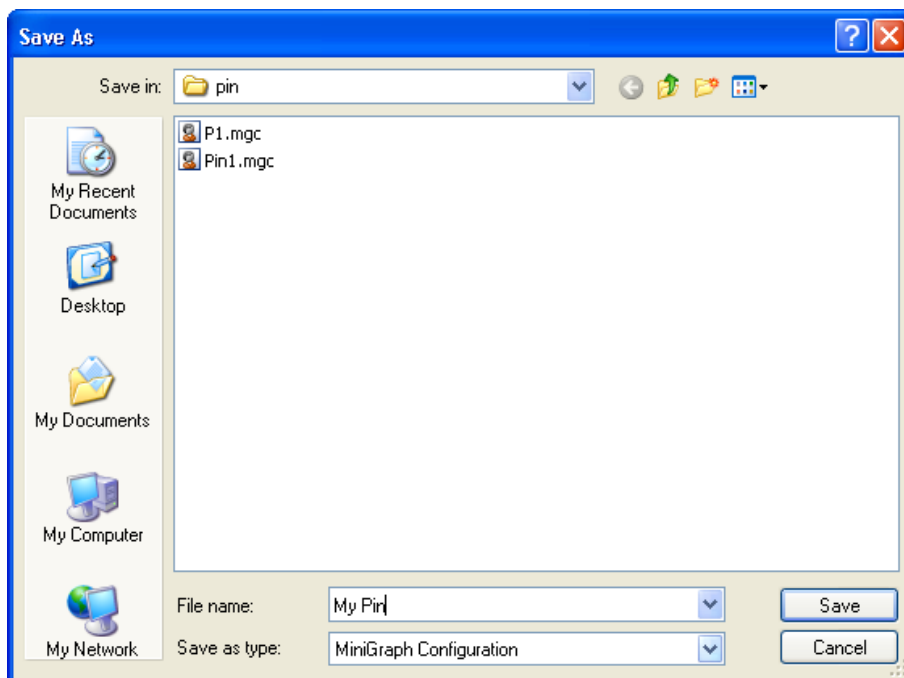 Save As
Save in:
pin
P1.mgc
Pin1.mgc
My Recent
Documents
Desktop
My Documents
My Computer
My Network
File name:
My Pin
Save
Save as type:
MiniGraph Configuration
Cancel